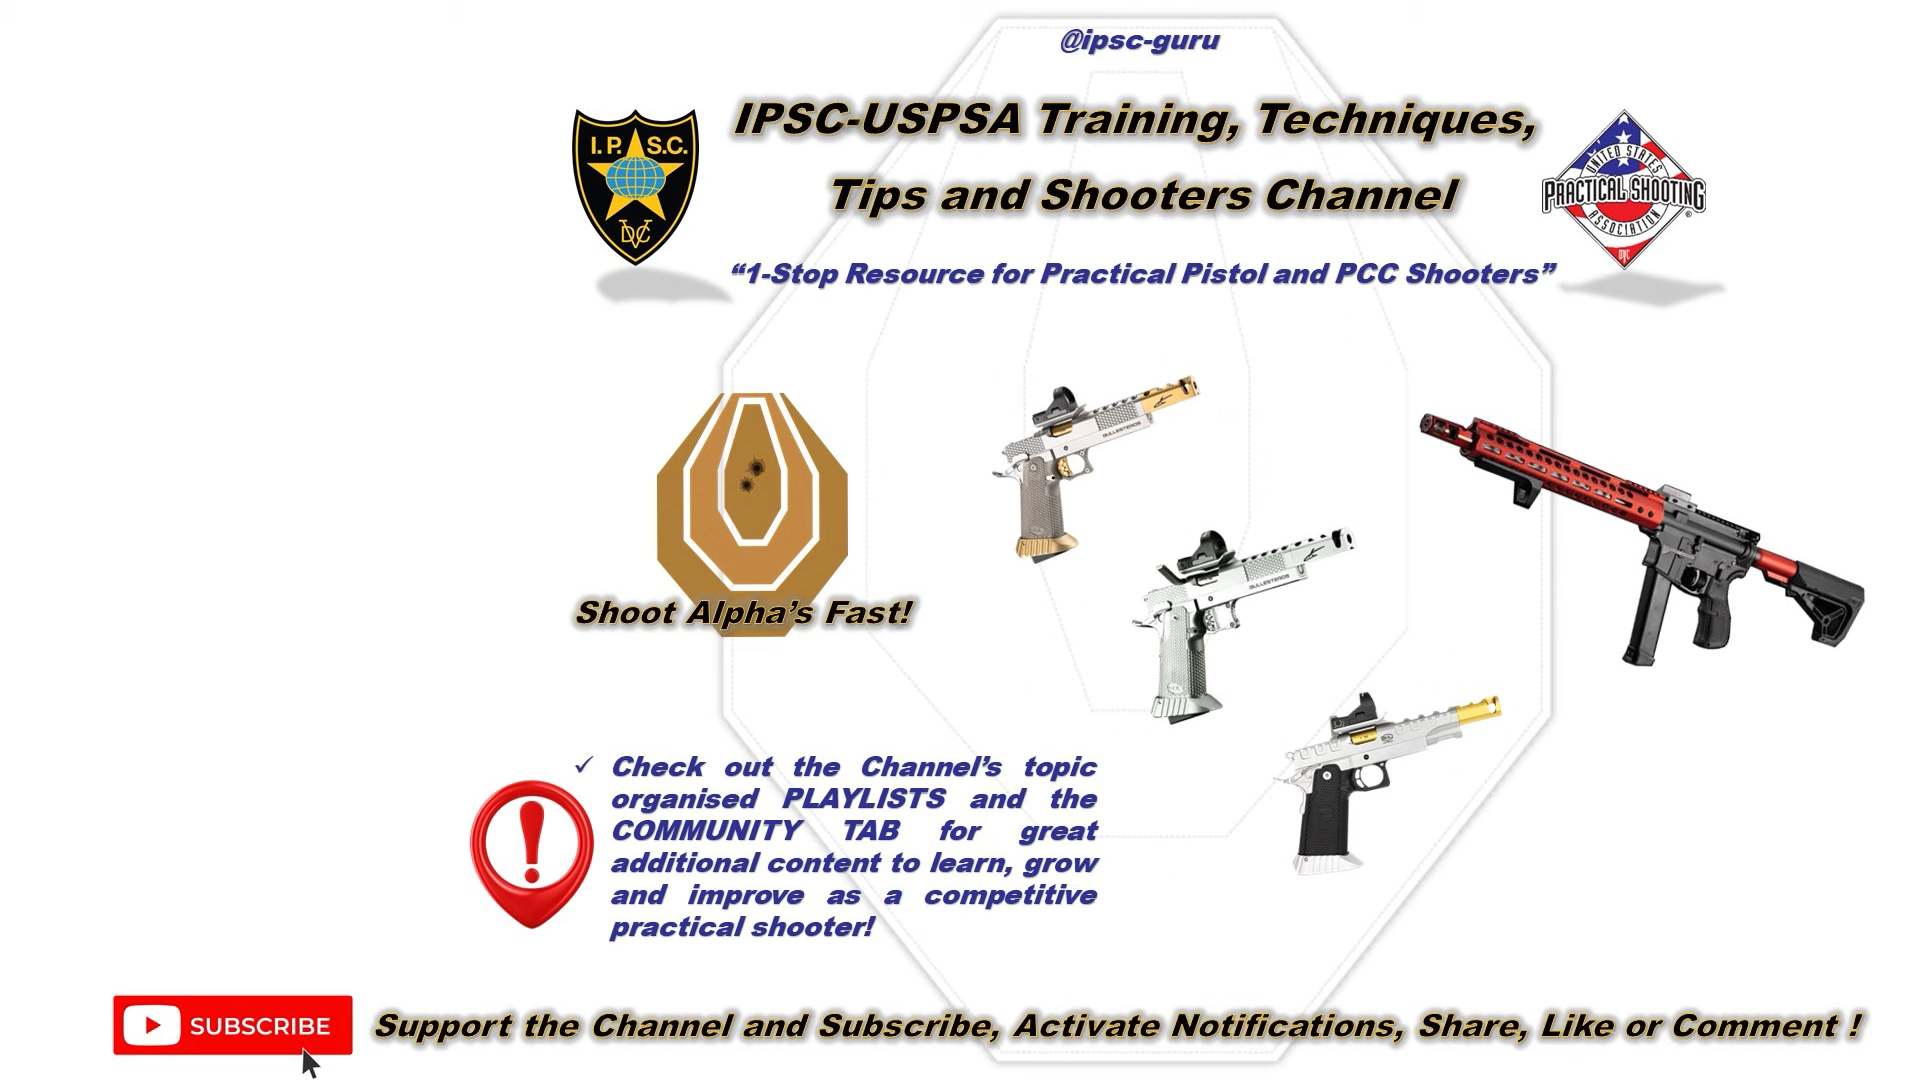 @ipsc-guru
IPSC-USPSA Training, Techniques,
Tips and Shooters Channel
I.P. S.C.
DVC
UNITED STATES
PRACTICAL SHOOTING
ASSOCIATION
®
DVC
“1-Stop Resource for Practical Pistol and PCC Shooters”
BULLESTEROS
BULLESTEROS
Shoot Alpha’s Fast!
✓ Check out the Channel’s topic
organised PLAYLISTS and the
COMMUNITY TAB for great
additional content to learn, grow
and improve as a competitive
practical shooter!
SUBSCRIBE
Support the Channel and Subscribe, Activate Notifications, Share, Like or Comment !